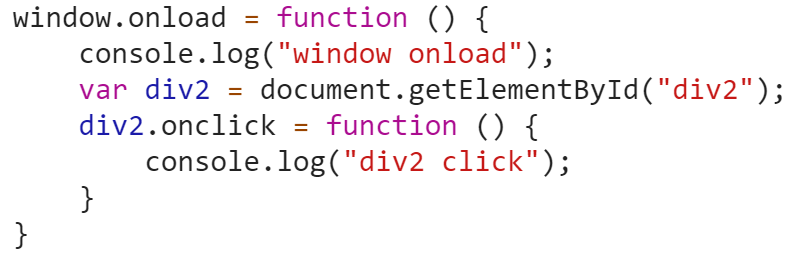 window.onload = function () {
    console.log("window onload");
    var div2 = document.getElementById("div2");
    div2.onclick = function () {
        console.log("div2 click");
    }
}